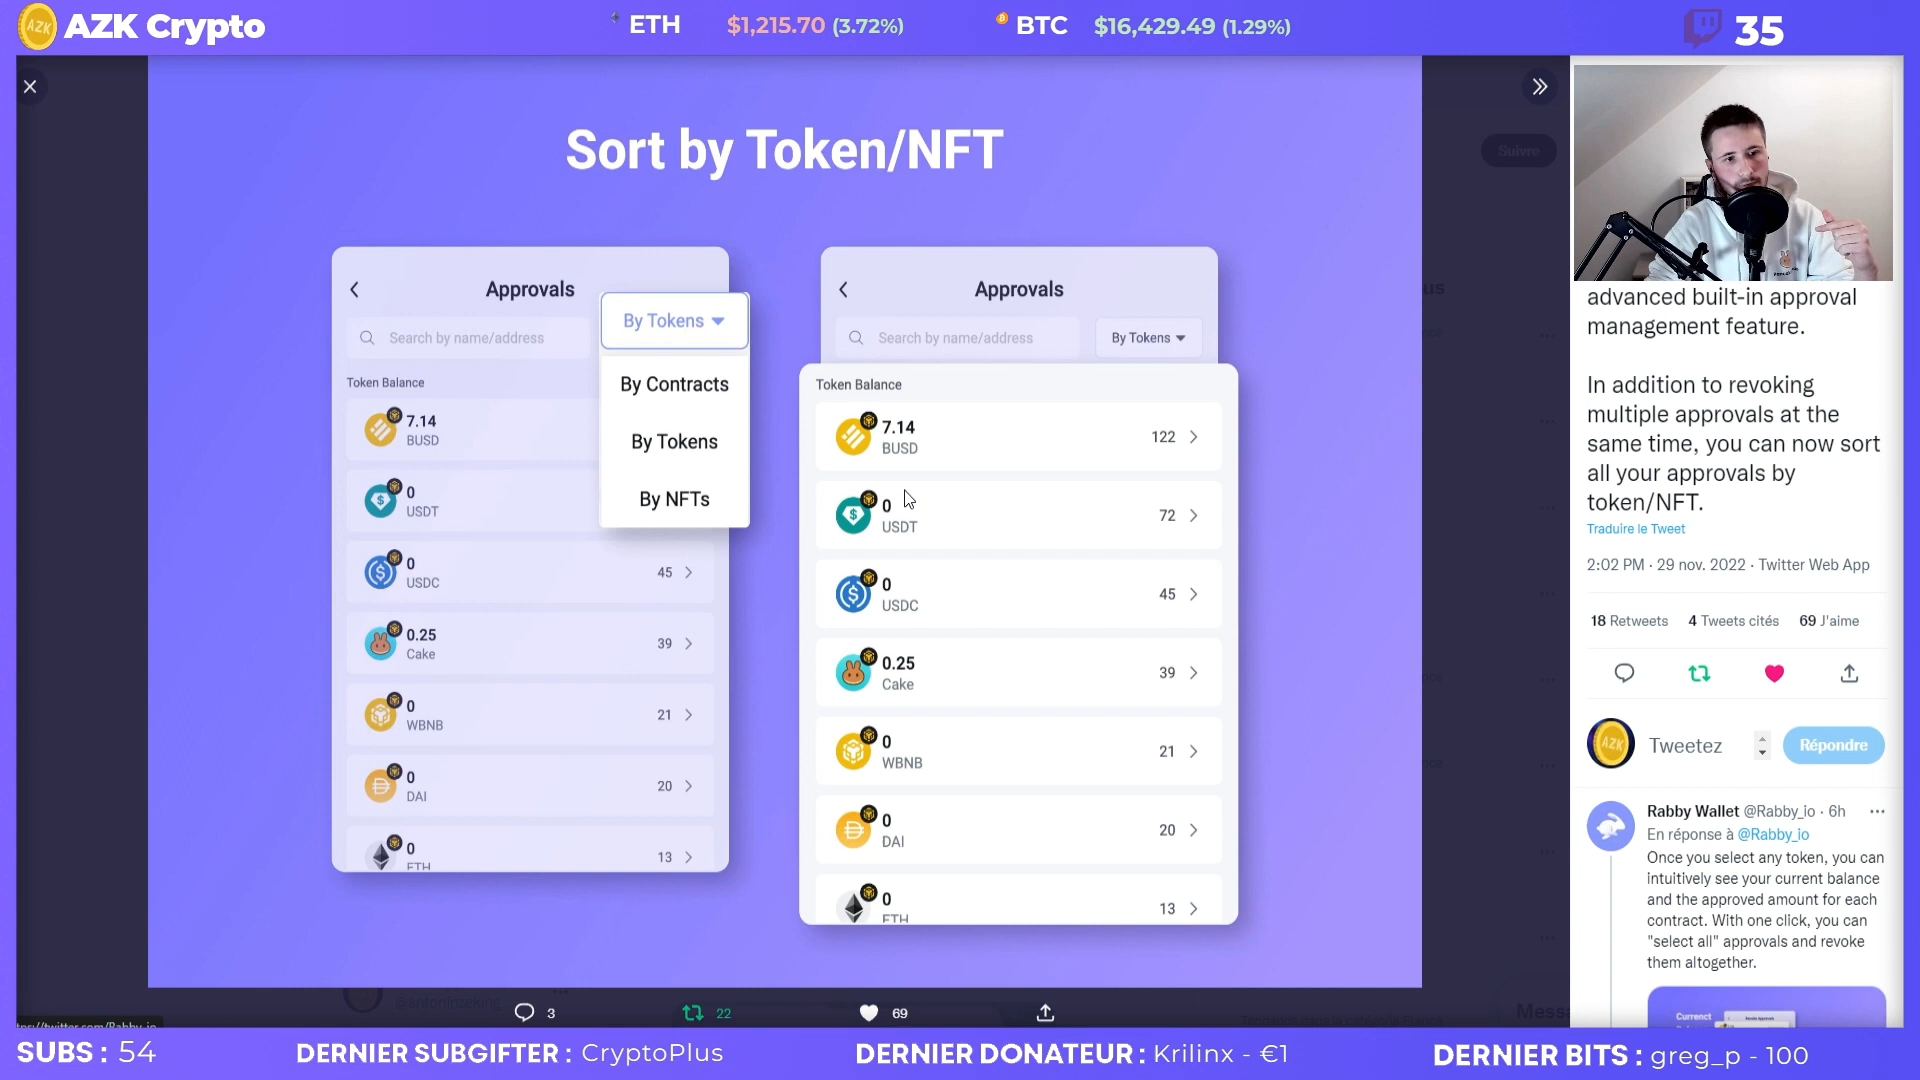 AZK
AZK Crypto
ETH $1,215.70 (3.72%)
BTC $16,429.49 (1.29%)
35
Sort by Token/NFT
Suivre
Approvals
Search by name/address
By Tokens
By Contracts
By Tokens
By NFTs
Token Balance
7.14
BUSD
0
USDT
0
USDC
45
0.25
Cake
39
0
WBNB
21
0
DAI
20
0
ETH
13
Approvals
Search by name/address
By Tokens
Token Balance
7.14
BUSD
122
0
USDT
72
0
USDC
45
0.25
Cake
39
0
WBNB
21
0
DAI
20
0
ETH
13
advanced built-in approval
management feature.
In addition to revoking
multiple approvals at the
same time, you can now sort
all your approvals by
token/NFT.
Traduire le Tweet
2:02 PM · 29 nov. 2022 · Twitter Web App
18 Retweets 4 Tweets cités 69 J'aime
AZK
Tweetez
Répondre
Rabby Wallet @Rabby_io · 6h
En réponse à @Rabby_io
Once you select any token, you can
intuitively see your current balance
and the approved amount for each
contract. With one click, you can
"select all" approvals and revoke
them altogether.
Currenct
3
22
69
SUBS : 54
DERNIER SUBGIFTER : CryptoPlus
DERNIER DONATEUR : Krilinx - €1
DERNIER BITS : greg_p - 100